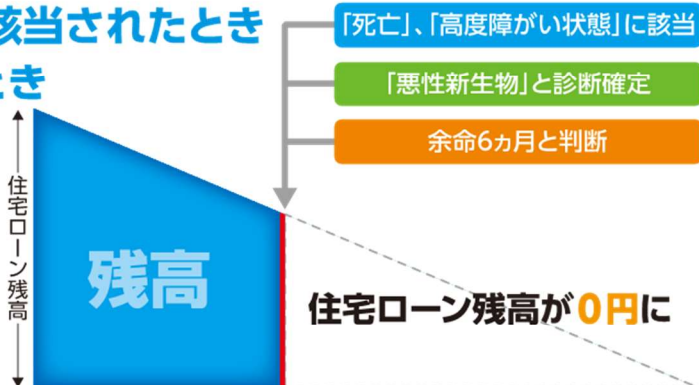 該当されたとき
「死亡」、「高度障がい状態」に該当
とき
「悪性新生物」と診断確定
余命6ヵ月と判断
住宅ローン残高
残高
住宅ローン残高が0円に